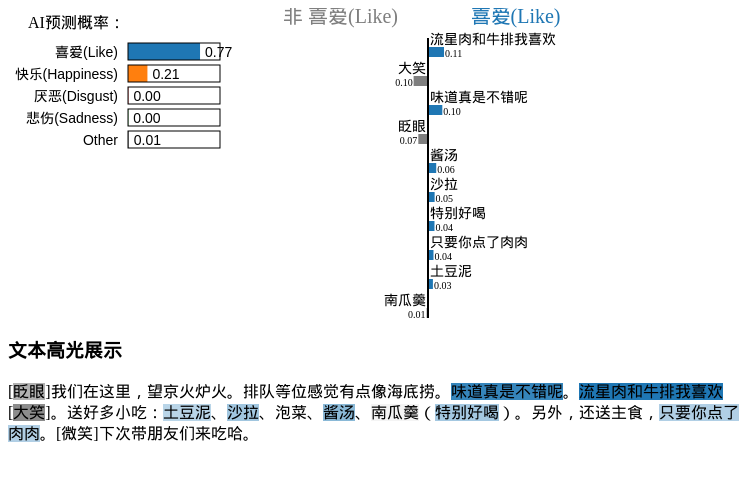 AI预测概率：
喜爱(Like) 0.77
快乐(Happiness) 0.21
厌恶(Disgust) 0.00
悲伤(Sadness) 0.00
Other 0.01
非 喜爱(Like) 喜爱(Like)
流星肉和牛排我喜欢
0.11
大笑
0.10
味道真是不错呢
0.10
眨眼
0.07
酱汤
0.06
沙拉
0.05
特别好喝
0.04
只要你点了肉肉
0.04
土豆泥
0.03
南瓜羹
0.01
文本高光展示
[眨眼]我们在这里，望京火炉火。排队等位感觉有点像海底捞。味道真是不错呢。流星肉和牛排我喜欢
[大笑]。送好多小吃：土豆泥、沙拉、泡菜、酱汤、南瓜羹（特别好喝）。另外，还送主食，只要你点了
肉肉。[微笑]下次带朋友们来吃哈。